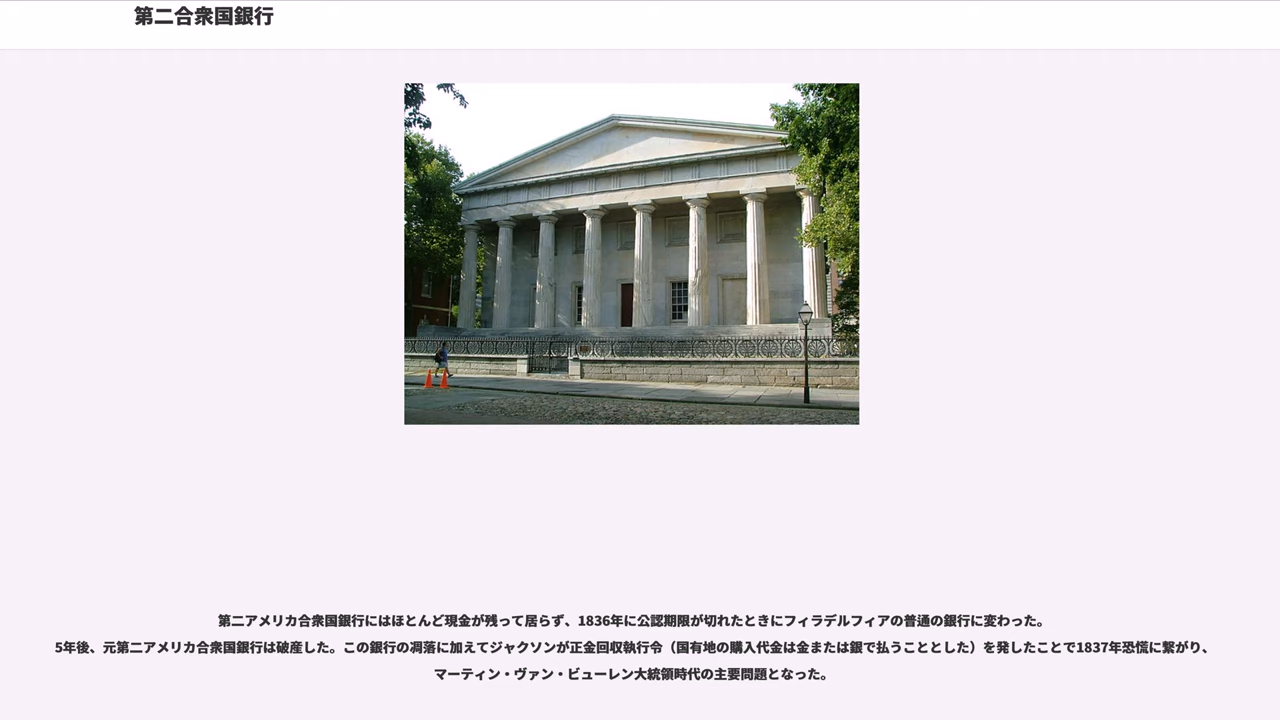 第二合衆国銀行
第二アメリカ合衆国銀行にはほとんど現金が残って居らず、1836年に公認期限が切れたときにフィラデルフィアの普通の銀行に変わった。
5年後、元第二アメリカ合衆国銀行は破産した。この銀行の凋落に加えてジャクソンが正金回収執行令（国有地の購入代金は金または銀で払うこととした）を発したことで1837年恐慌に繋がり、
マーティン・ヴァン・ビューレン大統領時代の主要問題となった。